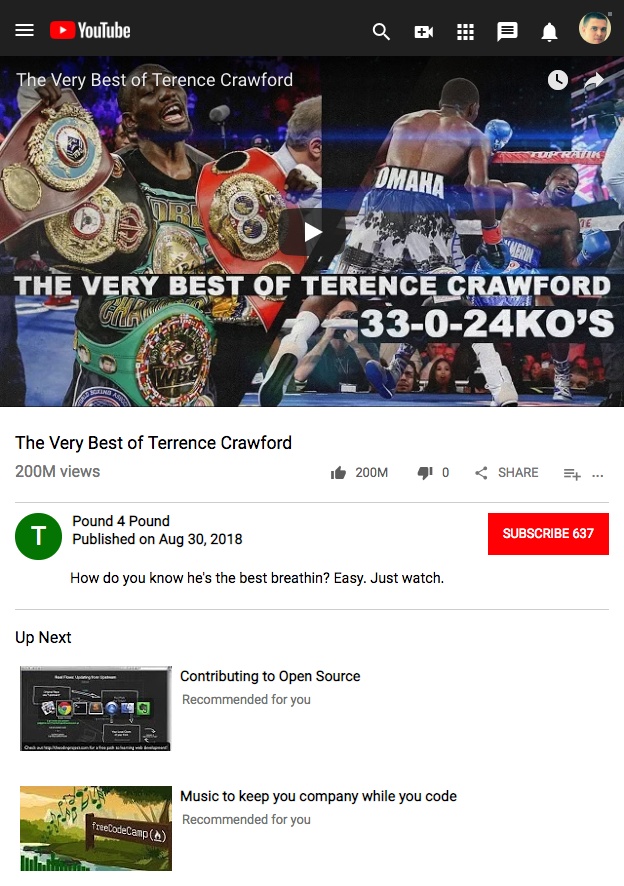 YouTube
The Very Best of Terence Crawford
OMAHA
TOP RANK
THE VERY BEST OF TERENCE CRAWFORD
33-0-24KO'S
The Very Best of Terrence Crawford
200M views
200M
0
SHARE
T
Pound 4 Pound
Published on Aug 30, 2018
SUBSCRIBE 637
How do you know he's the best breathin? Easy. Just watch.
Up Next
Contributing to Open Source
Recommended for you
Music to keep you company while you code
Recommended for you
freeCodeCamp